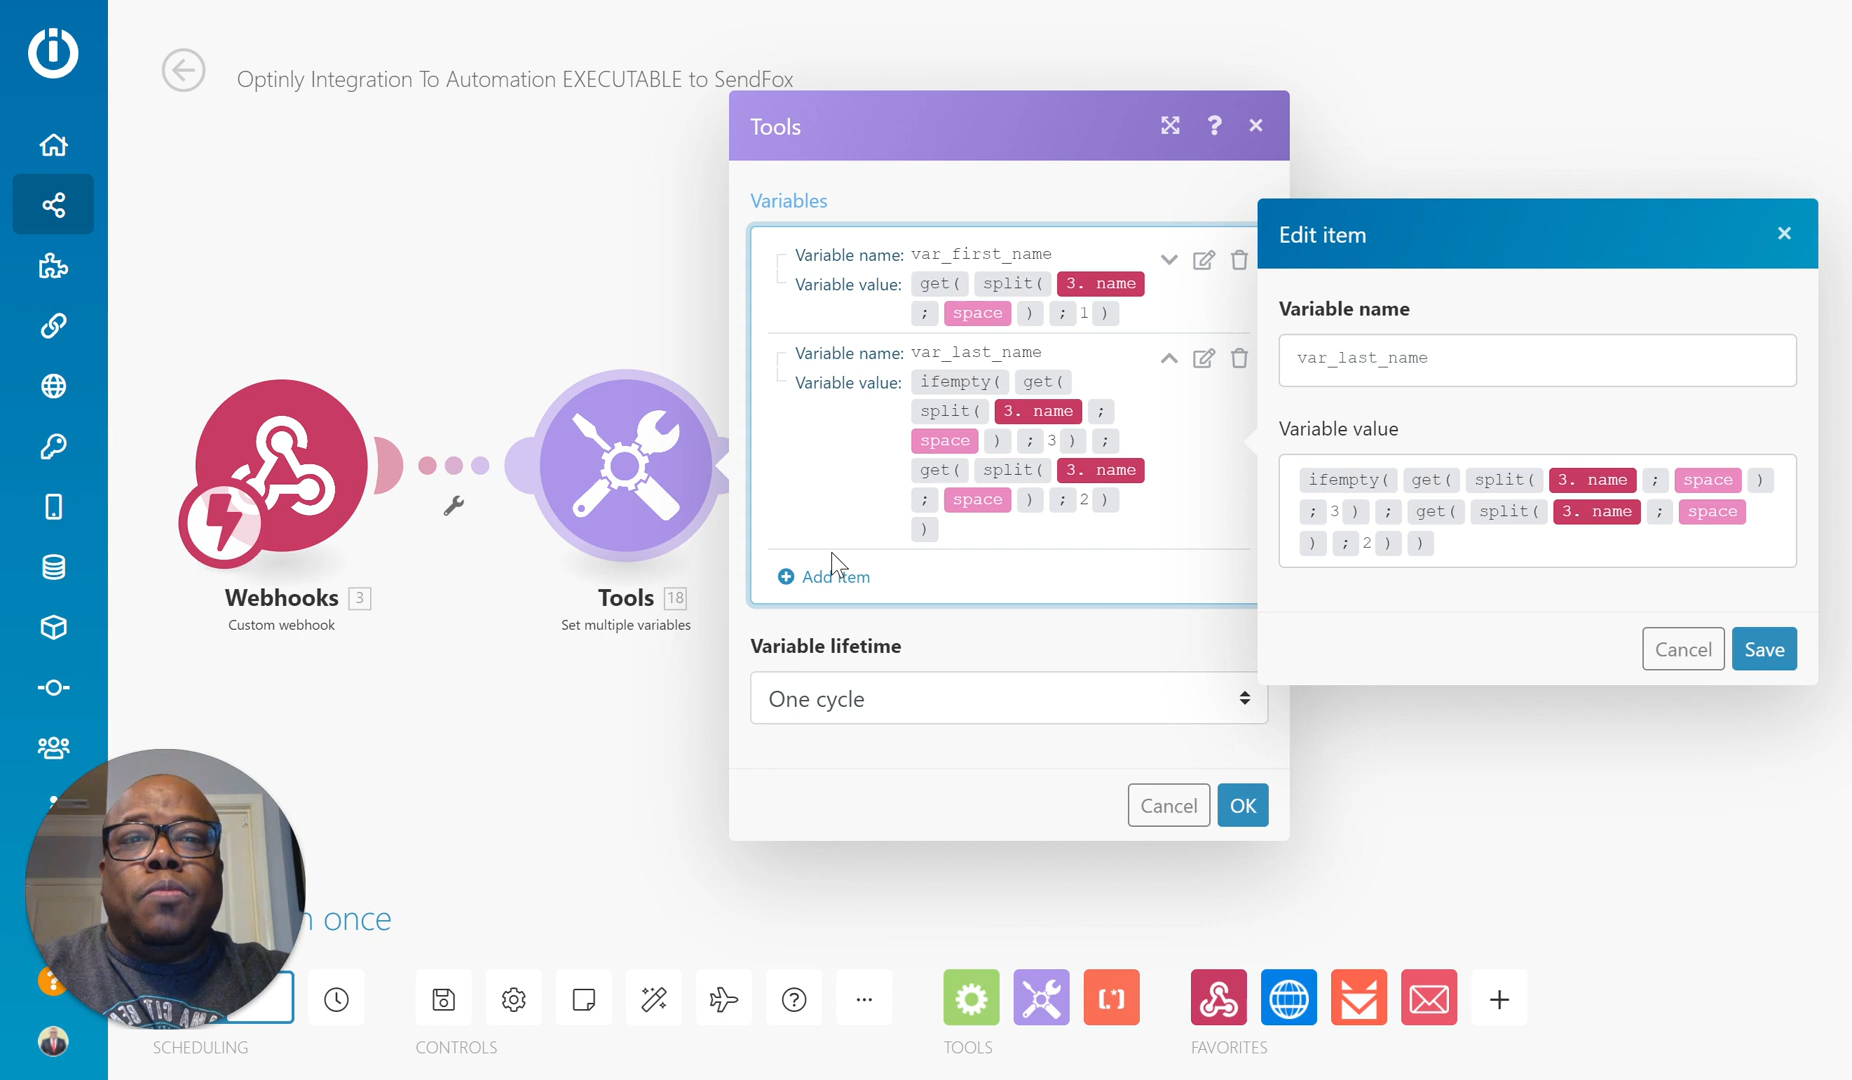 Optinly Integration To Automation EXECUTABLE to SendFox
Tools
?
Variables
Variable name: var_first_name
Variable value: get( split( 3. name
; space ) ; 1 )
Variable name: var_last_name
Variable value: ifempty( get(
split( 3. name ;
space ) ; 3 ) ;
get( split( 3. name
; space ) ; 2 )
)
Add item
Variable lifetime
One cycle
Cancel OK
Edit item
Variable name
var_last_name
Variable value
ifempty( get( split( 3. name ; space )
; 3 ) ; get( split( 3. name ; space
) ; 2 ) )
Cancel Save
Webhooks 3
Custom webhook
Tools 18
Set multiple variables
once
SCHEDULING
CONTROLS
TOOLS
FAVORITES